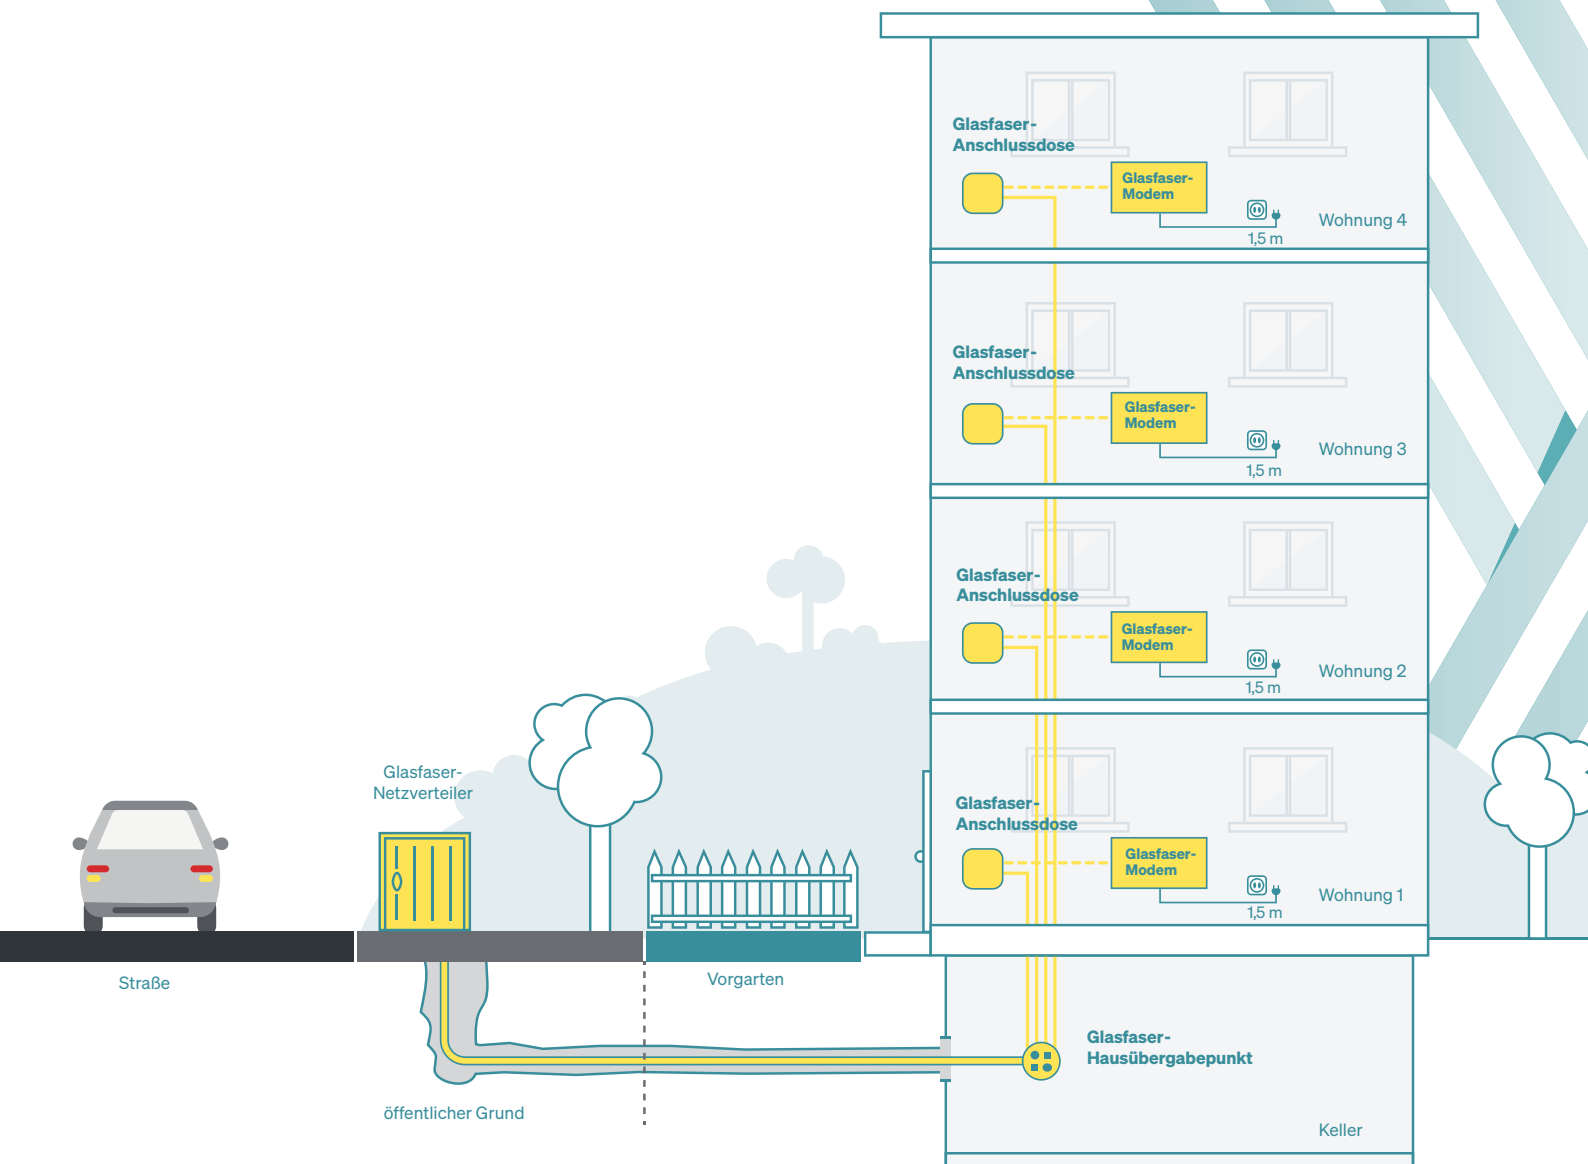 Glasfaser-
Anschlussdose
Glasfaser-
Modem
1,5 m
Wohnung 4
Glasfaser-
Anschlussdose
Glasfaser-
Modem
1,5 m
Wohnung 3
Glasfaser-
Anschlussdose
Glasfaser-
Modem
1,5 m
Wohnung 2
Glasfaser-
Netzverteiler
Glasfaser-
Anschlussdose
Glasfaser-
Modem
1,5 m
Wohnung 1
Straße
Vorgarten
Glasfaser-
Hausübergabepunkt
öffentlicher Grund
Keller